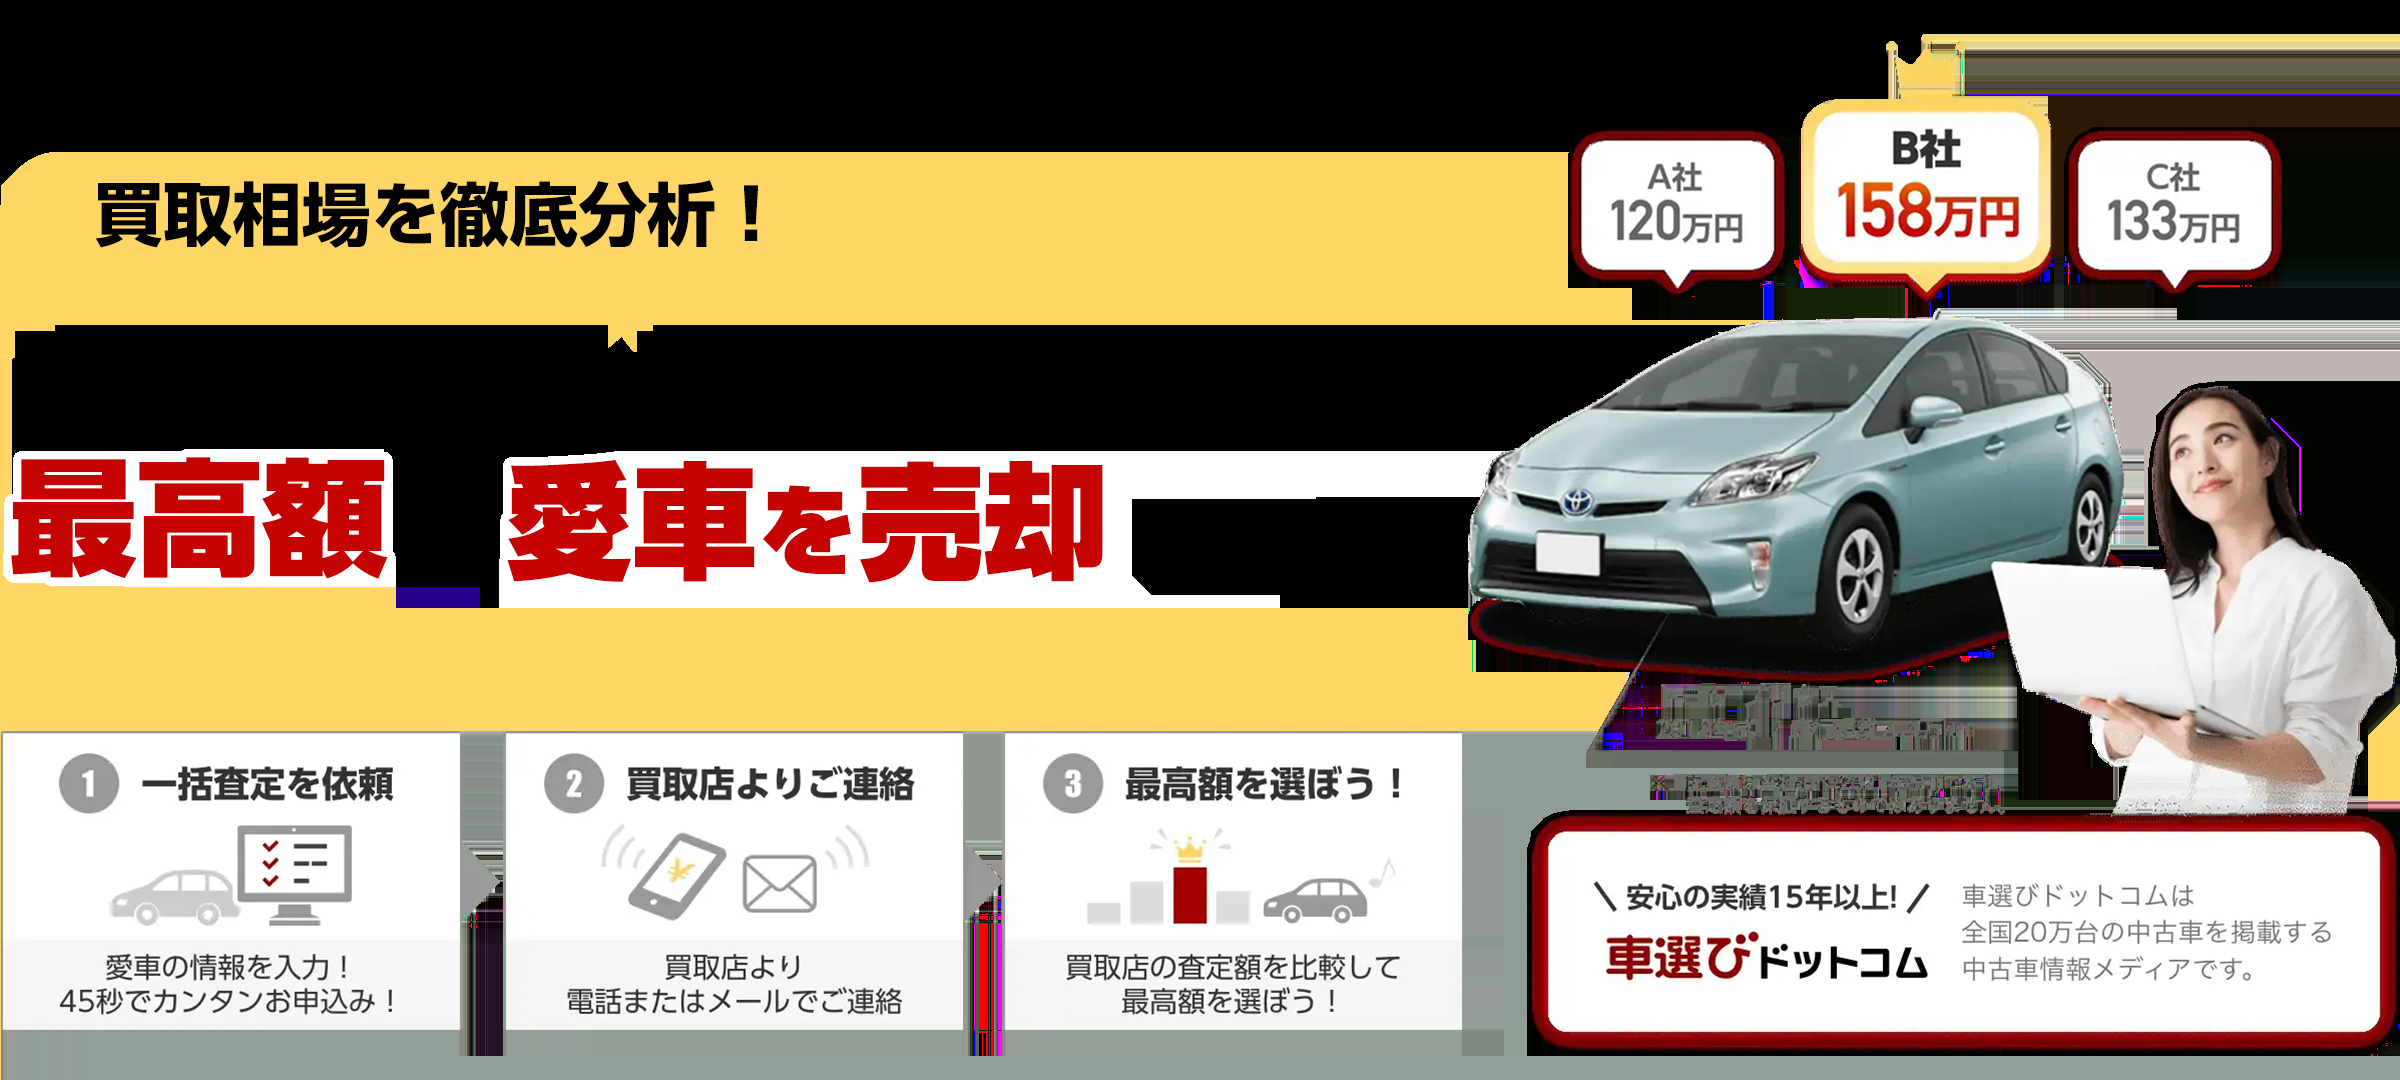 買取相場を徹底分析！
A社
120万円
B社
158万円
C社
133万円
最高額
愛車を売却
1 一括査定を依頼
愛車の情報を入力！
45秒でカンタンお申込み！
2 買取店よりご連絡
¥
買取店より
電話またはメールでご連絡
3 最高額を選ぼう！
買取店の査定額を比較して
最高額を選ぼう！
\ 安心の実績15年以上! /
車選びドットコム
車選びドットコムは
全国20万台の中古車を掲載する
中古車情報メディアです。